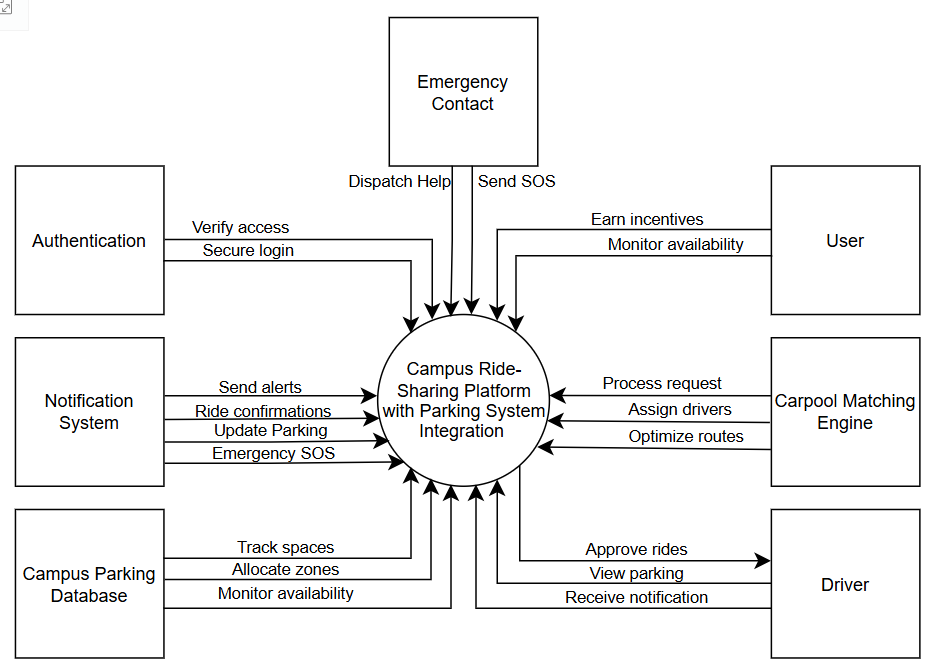 Emergency
Contact
Dispatch Help
Send SOS
Authentication
Verify access
Secure login
Earn incentives
Monitor availability
User
Notification
System
Send alerts
Ride confirmations
Update Parking
Emergency SOS
Campus Ride-
Sharing Platform
with Parking System
Integration
Process request
Assign drivers
Optimize routes
Carpool Matching
Engine
Campus Parking
Database
Track spaces
Allocate zones
Monitor availability
Approve rides
View parking
Receive notification
Driver